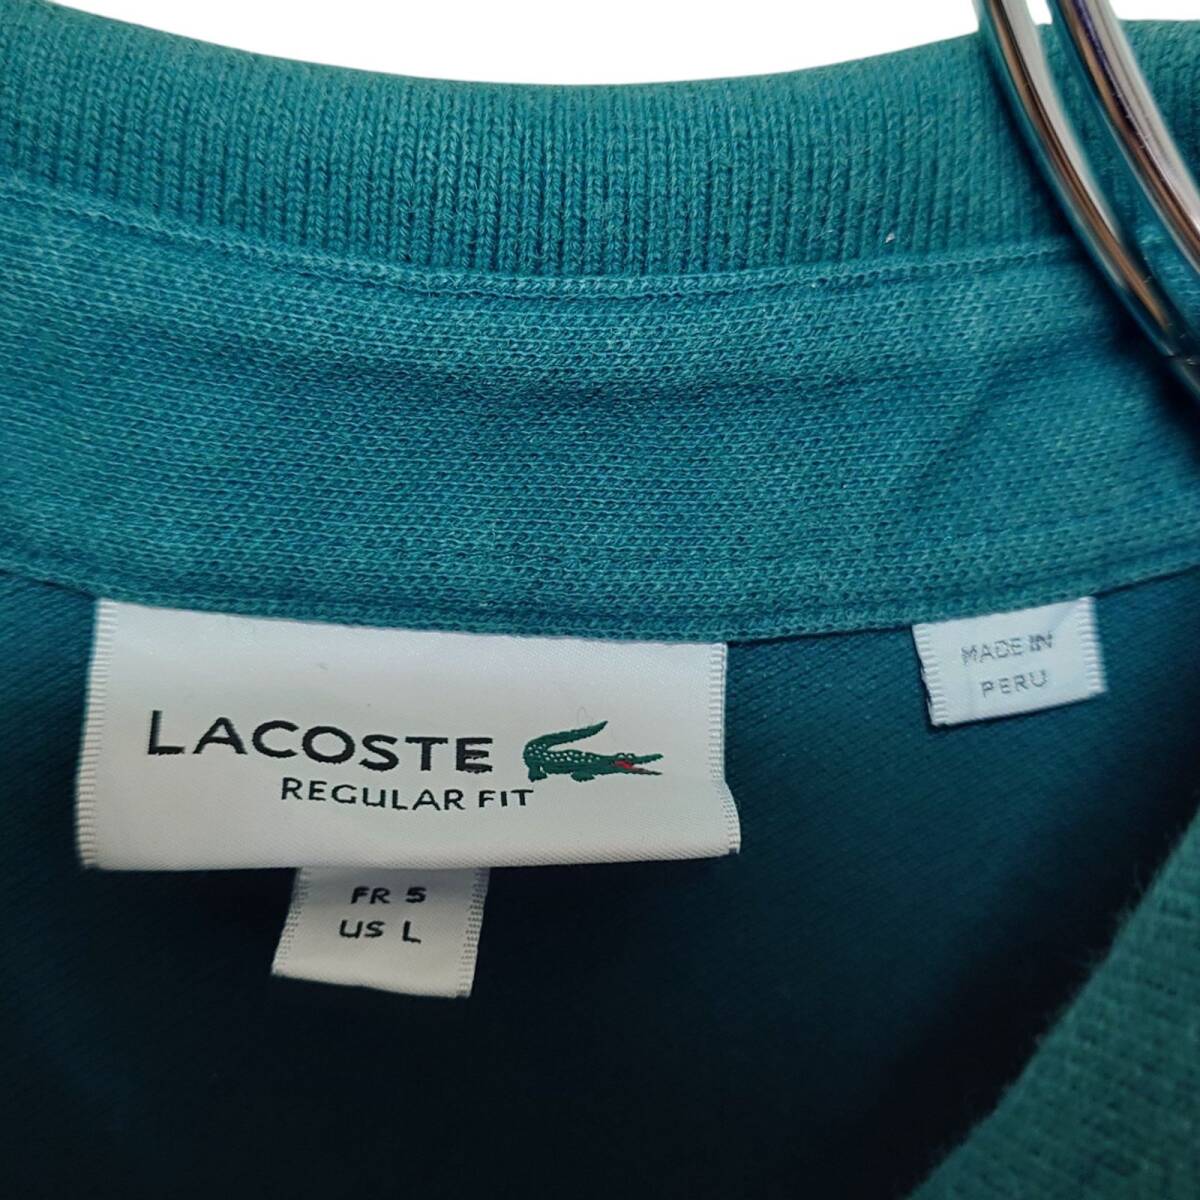 LACOSTE
REGULAR FIT
FR 5
US L
MADE IN
PERU